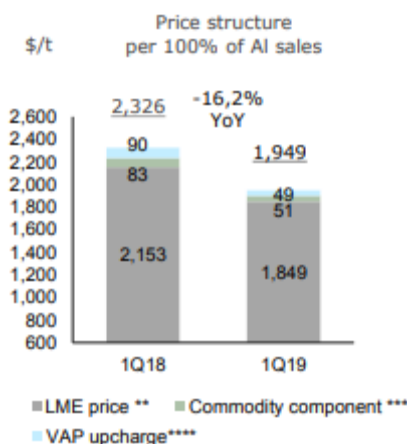 Price structure
$/t
per 100% of Al sales
2,326
-16,2%
YoY
1,949
2,600
2,400
2,200
2,000
1,800
1,600
1,400
1,200
1,000
800
600
90
83
2,153
49
51
1,849
1Q18
1Q19
LME price **
Commodity component ***
VAP upcharge****